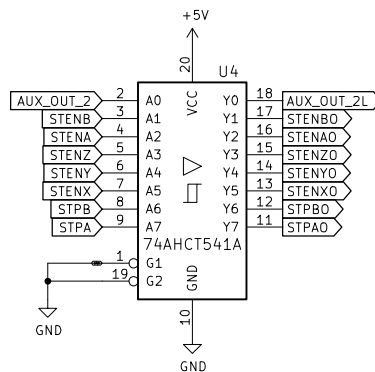 +5V
U4
20
VCC
AUX_OUT_2 2 A0 Y0 18 AUX_OUT_2L
STENB 3 A1 Y1 17 STENBO
STENA 4 A2 Y2 16 STENAO
STENZ 5 A3 Y3 15 STENZO
STENY 6 A4 Y4 14 STENYO
STENX 7 A5 Y5 13 STENXO
STPB 8 A6 Y6 12 STPBO
STPA 9 A7 Y7 11 STPAO
74AHCT541A
1 G1
19 G2
GND
10
GND
GND